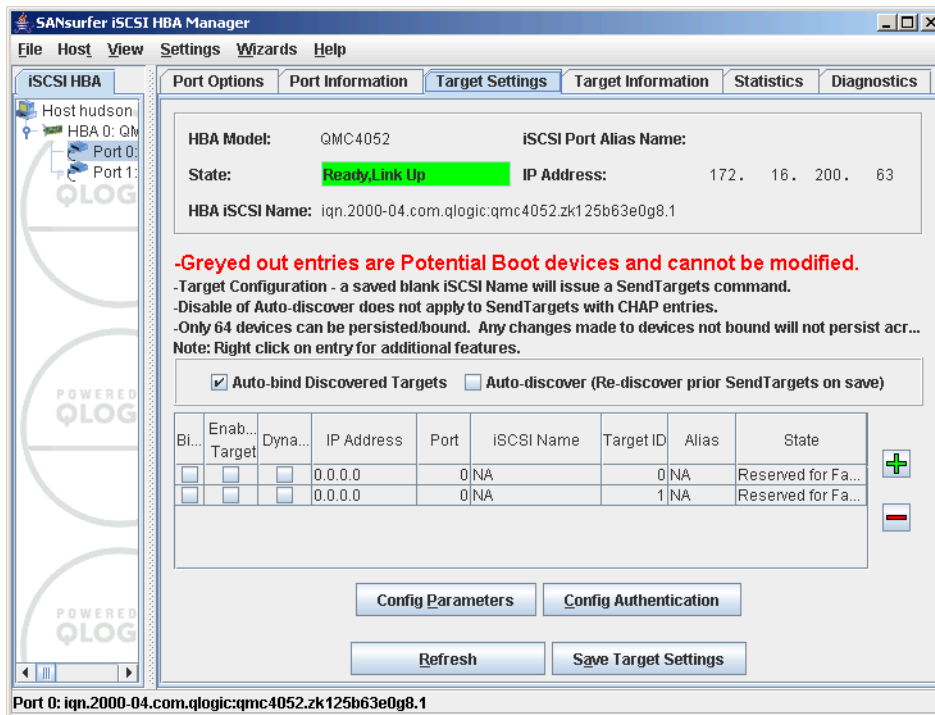 SANsurfer iSCSI HBA Manager
File Host View Settings Wizards Help
iSCSI HBA
Port Options Port Information Target Settings Target Information Statistics Diagnostics
Host hudson
HBA 0: QM
Port 0:
Port 1:
HBA Model: QMC4052 iSCSI Port Alias Name:
State: Ready,Link Up IP Address: 172. 16. 200. 63
HBA iSCSI Name: iqn.2000-04.com.qlogic:qmc4052.zk125b63e0g8.1
-Greyed out entries are Potential Boot devices and cannot be modified.
-Target Configuration - a saved blank iSCSI Name will issue a SendTargets command.
-Disable of Auto-discover does not apply to SendTargets with CHAP entries.
-Only 64 devices can be persisted/bound. Any changes made to devices not bound will not persist acr...
Note: Right click on entry for additional features.
Auto-bind Discovered Targets Auto-discover (Re-discover prior SendTargets on save)
Bi... Enab... Target Dyna... IP Address Port iSCSI Name Target ID Alias State
0.0.0.0 0 NA 0 NA Reserved for Fa...
0.0.0.0 0 NA 1 NA Reserved for Fa...
Config Parameters Config Authentication
Refresh Save Target Settings
QLOG
POWERED
QLOG
POWERED
QLOG
Port 0: iqn.2000-04.com.qlogic:qmc4052.zk125b63e0g8.1